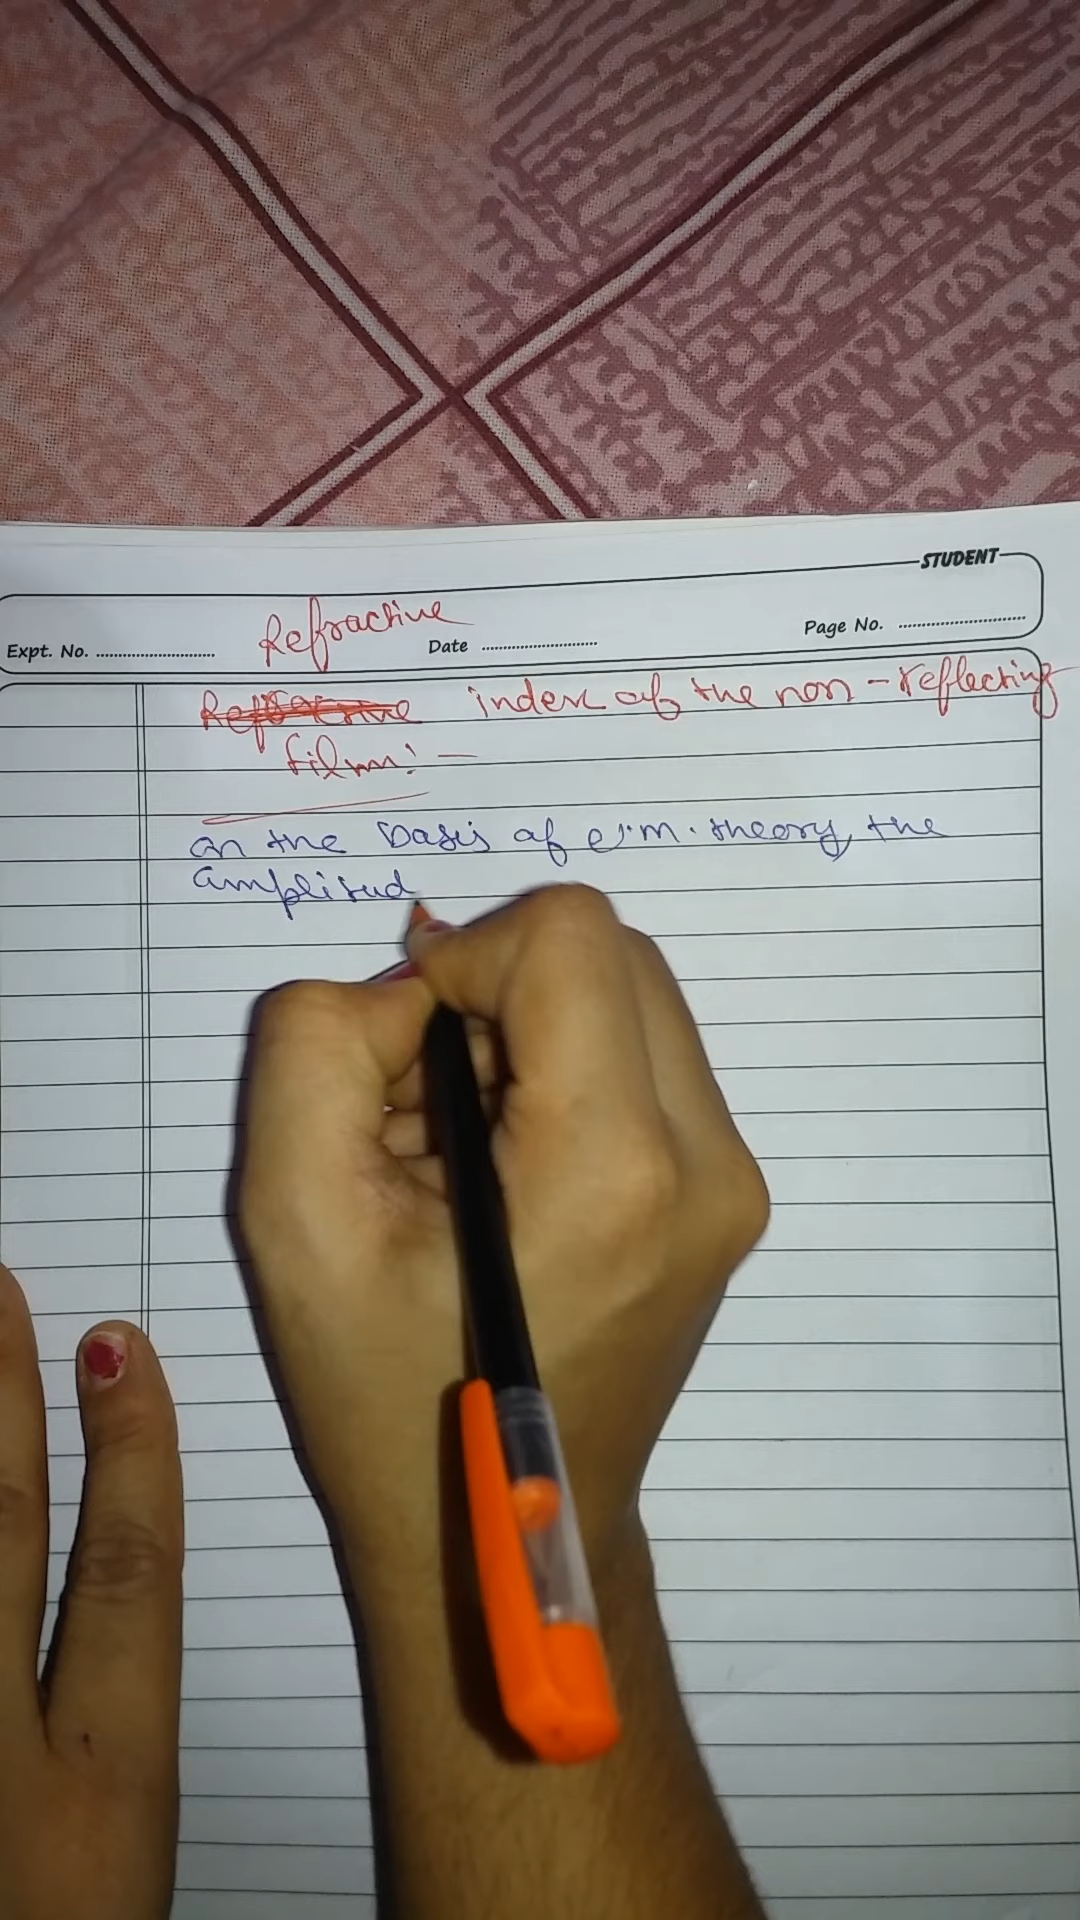 STUDENT
Refractive
Expt. No. Date Page No.
Refractive index of the non-reflecting
film:-
on the basis of e.m. theory, the
amplitud